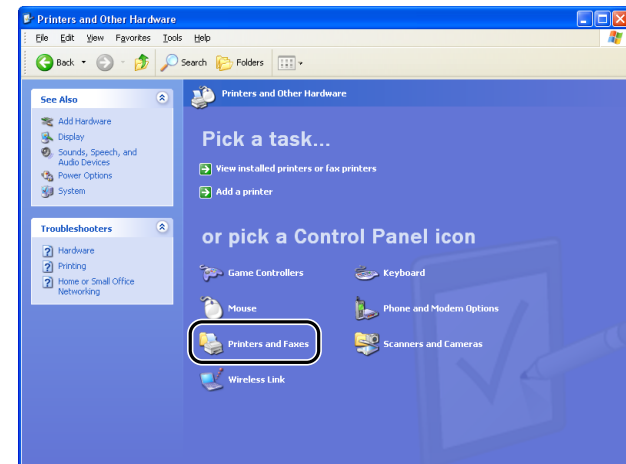 Printers and Other Hardware
File Edit View Favorites Tools Help
Back Search Folders
See Also
Add Hardware
Display
Sounds, Speech, and
Audio Devices
Power Options
System
Troubleshooters
Hardware
Printing
Home or Small Office
Networking
Printers and Other Hardware
Pick a task...
View installed printers or fax printers
Add a printer
or pick a Control Panel icon
Game Controllers Keyboard
Mouse Phone and Modem Options
Printers and Faxes Scanners and Cameras
Wireless Link